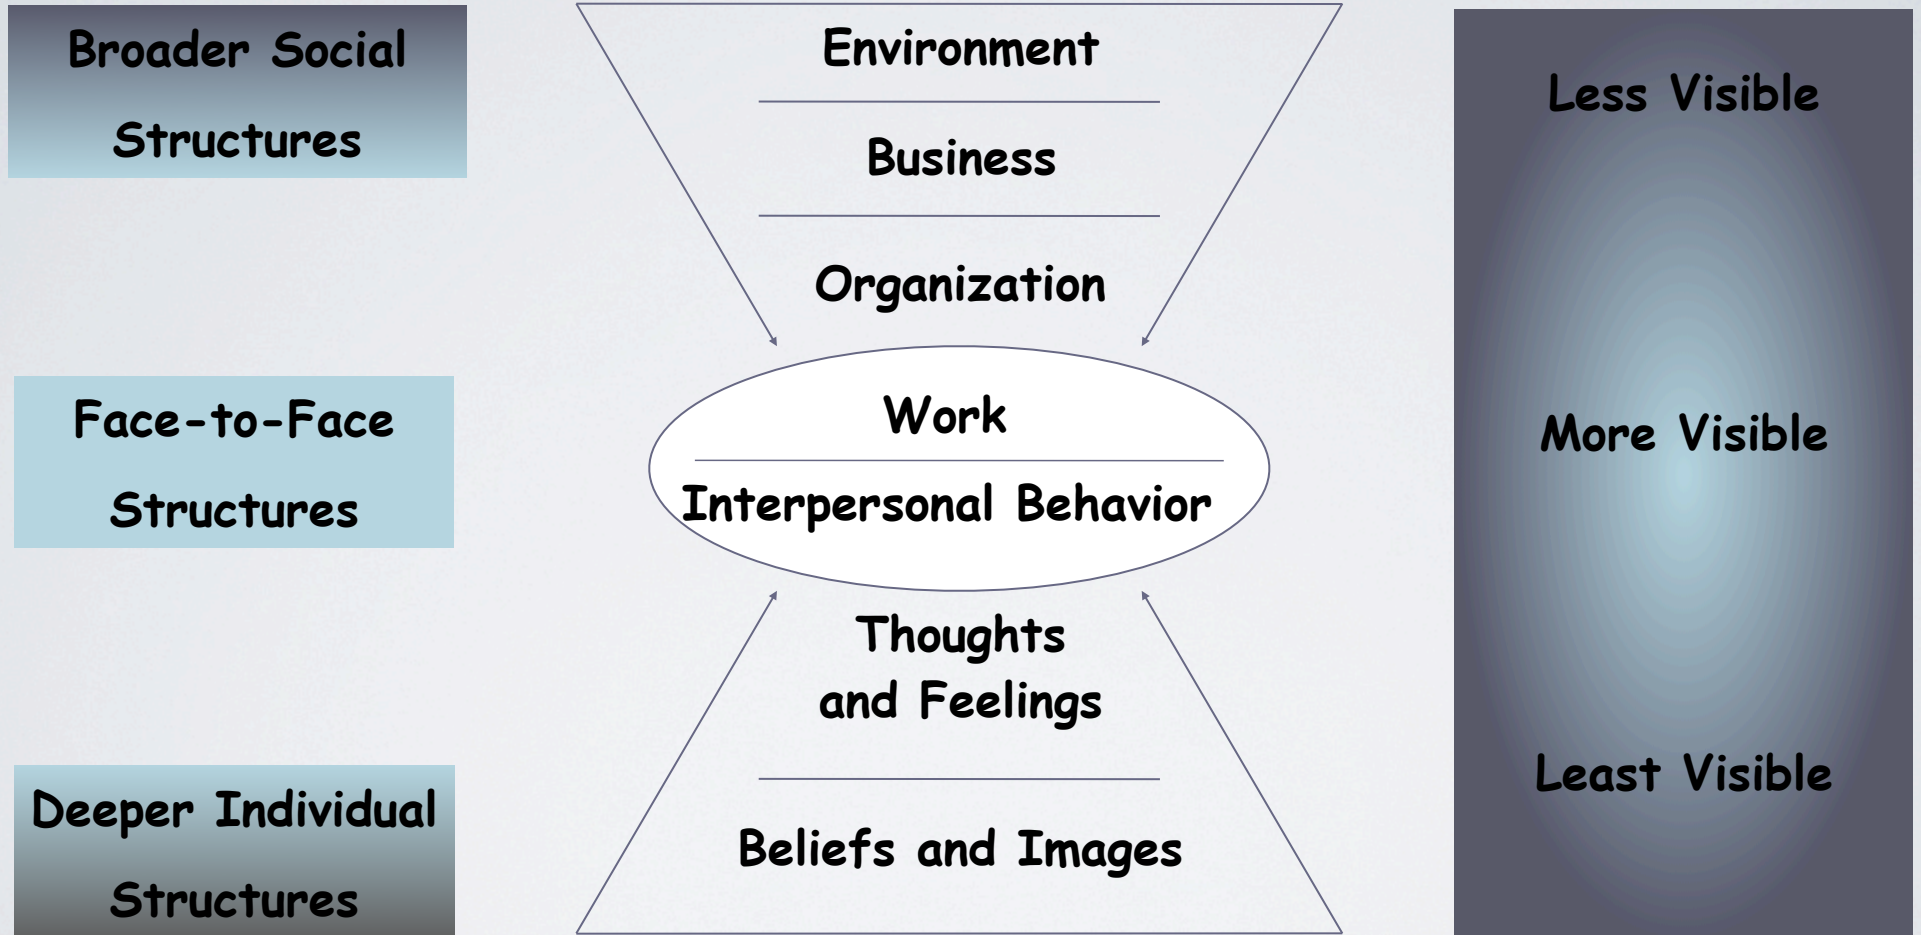 Broader Social
Structures
Environment
Business
Organization
Less Visible
Face-to-Face
Structures
Work
Interpersonal Behavior
More Visible
Deeper Individual
Structures
Thoughts
and Feelings
Beliefs and Images
Least Visible